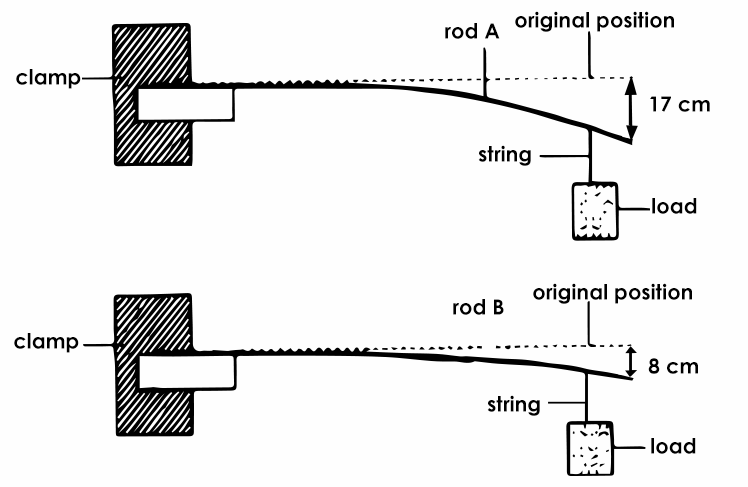 original position
rod A
clamp
17 cm
string
load
original position
rod B
clamp
8 cm
string
load